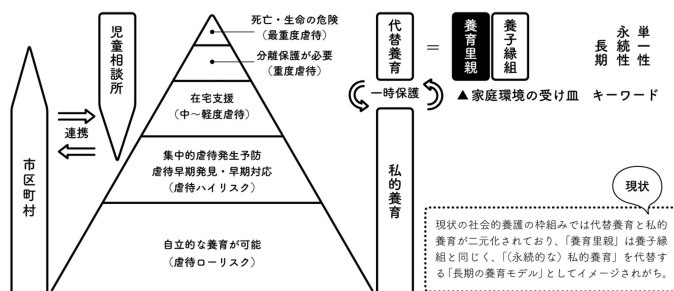 市区町村
連携
児童相談所
死亡・生命の危険
（最重度虐待）
分離保護が必要
（重度虐待）
在宅支援
（中〜軽度虐待）
集中的虐待発生予防
虐待早期発見・早期対応
（虐待ハイリスク）
自立的な養育が可能
（虐待ローリスク）
代替養育
一時保護
私的養育
＝
養育里親
養子縁組
▲家庭環境の受け皿
単一性
永続性
長期
キーワード
現状
現状の社会的養護の枠組みでは代替養育と私的
養育が二元化されており、「養育里親」は養子縁
組と同じく、「（永続的な）私的養育」を代替す
る「長期の養育モデル」としてイメージされがち。